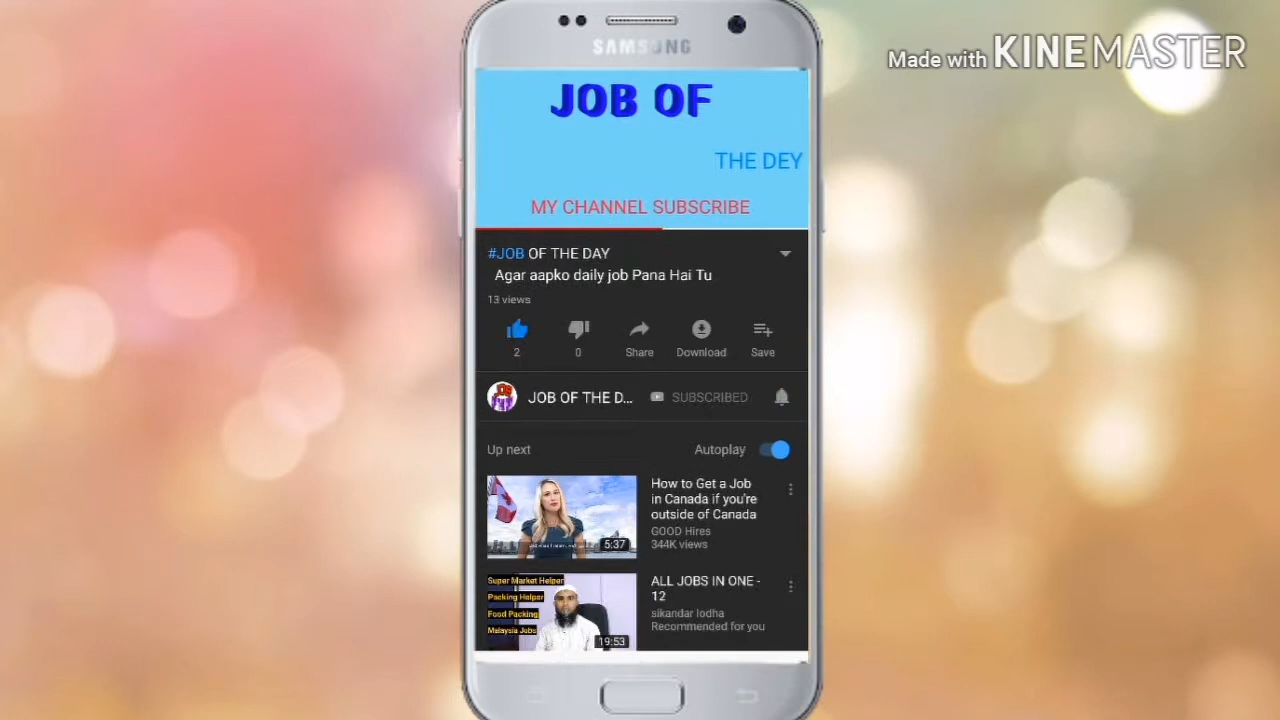 Made with KINEMASTER
SAMSUNG
JOB OF
THE DEY
MY CHANNEL SUBSCRIBE
#JOB OF THE DAY
Agar aapko daily job Pana Hai Tu
13 views
2
0
Share
Download
Save
JOB OF THE D...
SUBSCRIBED
Up next
Autoplay
How to Get a Job
in Canada if you're
outside of Canada
GOOD Hires
344K views
5:37
Super Market Helper
Packing Helper
Food Packing
Malaysia Jobs
19:53
ALL JOBS IN ONE -
12
sikandar lodha
Recommended for you